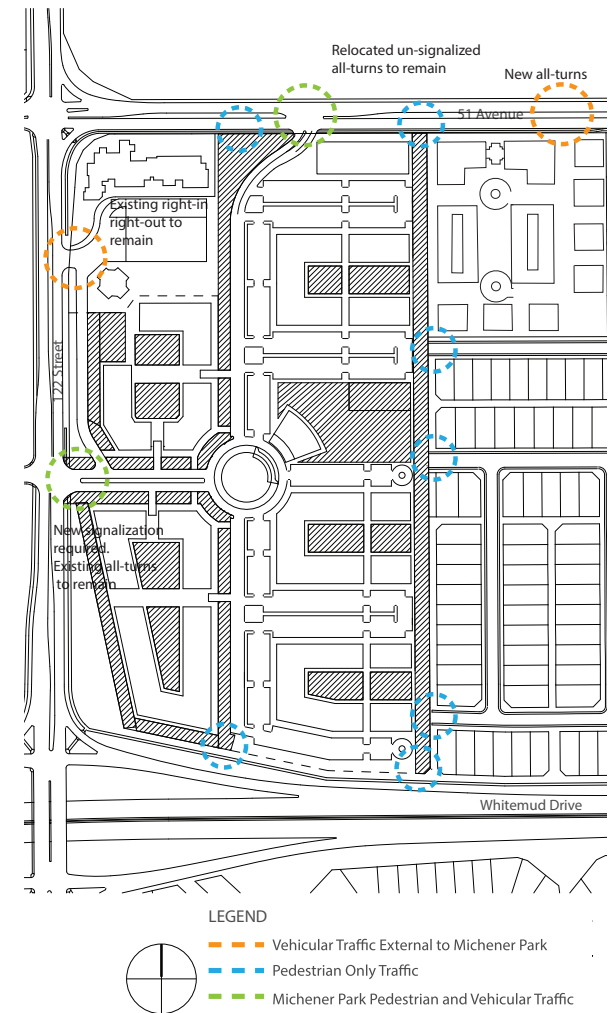 Relocated un-signalized
all-turns to remain
New all-turns
51 Avenue
Existing right-in
right-out to
remain
122 Street
New signalization
required.
Existing all-turns
to remain
Whitemud Drive
LEGEND
Vehicular Traffic External to Michener Park
Pedestrian Only Traffic
Michener Park Pedestrian and Vehicular Traffic